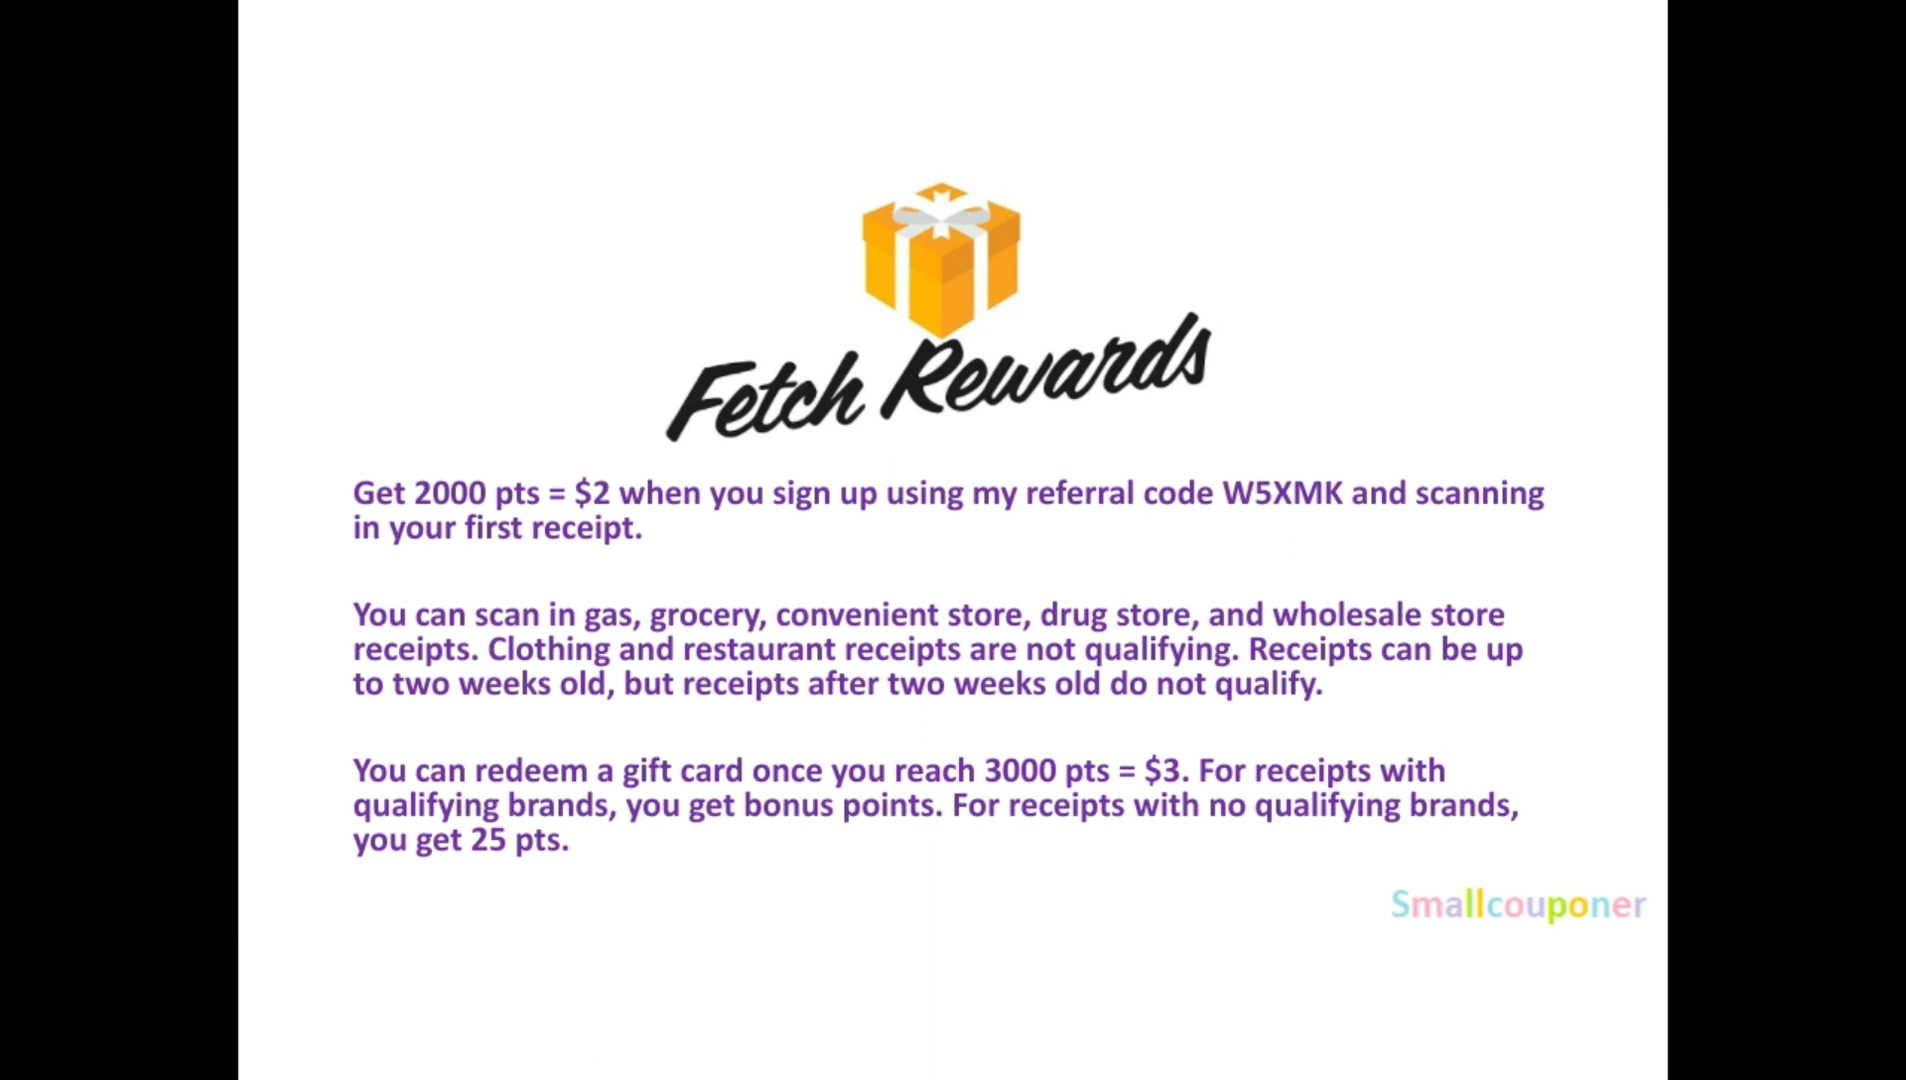 Fetch Rewards
Get 2000 pts = $2 when you sign up using my referral code W5XMK and scanning
in your first receipt.
You can scan in gas, grocery, convenient store, drug store, and wholesale store
receipts. Clothing and restaurant receipts are not qualifying. Receipts can be up
to two weeks old, but receipts after two weeks old do not qualify.
You can redeem a gift card once you reach 3000 pts = $3. For receipts with
qualifying brands, you get bonus points. For receipts with no qualifying brands,
you get 25 pts.
Smallcouponer